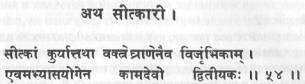 अथ सीत्कारी ।
सीत्कां कुर्यात्तथा वक्त्रे घ्राणेनैव विजृंभिकाम् ।
एवमभ्यासयोगेन कामदेवो द्वितीयकः ॥ ५४ ॥